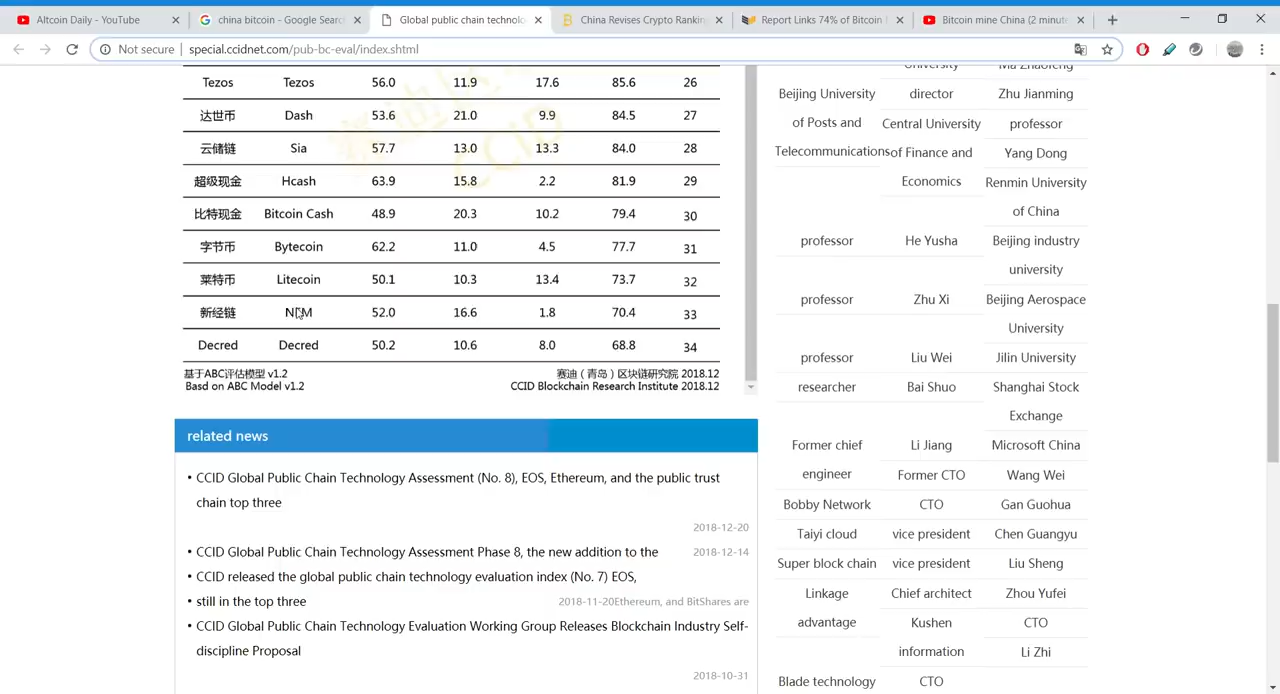 Altcoin Daily - YouTube
china bitcoin - Google Searc
Global public chain technolo
China Revises Crypto Rankin
Report Links 74% of Bitcoin
Bitcoin mine China (2 minute
Not secure | special.ccidnet.com/pub-bc-eval/index.shtml
Tezos Tezos 56.0 11.9 17.6 85.6 26
达世币 Dash 53.6 21.0 9.9 84.5 27
云储链 Sia 57.7 13.0 13.3 84.0 28
超级现金 Hcash 63.9 15.8 2.2 81.9 29
比特现金 Bitcoin Cash 48.9 20.3 10.2 79.4 30
字节币 Bytecoin 62.2 11.0 4.5 77.7 31
莱特币 Litecoin 50.1 10.3 13.4 73.7 32
新经链 NEM 52.0 16.6 1.8 70.4 33
Decred Decred 50.2 10.6 8.0 68.8 34
基于ABC评估模型 v1.2
Basd on ABC Model v1.2
赛迪（青岛）区块链研究院 2018.12
CCID Blockchain Research Institute 2018.12
CCID
related news
• CCID Global Public Chain Technology Assessment (No. 8), EOS, Ethereum, and the public trust
chain top three
2018-12-20
• CCID Global Public Chain Technology Assessment Phase 8, the new addition to the 2018-12-14
• CCID released the global public chain technology evaluation index (No. 7) EOS,
• still in the top three 2018-11-20Ethereum, and BitShares are
• CCID Global Public Chain Technology Evaluation Working Group Releases Blockchain Industry Self-
discipline Proposal
2018-10-31
University Ma Zhaofeng
Beijing University director Zhu Jianming
of Posts and Central University professor
Telecommunications of Finance and Yang Dong
Economics Renmin University
of China
professor He Yusha Beijing industry
university
professor Zhu Xi Beijing Aerospace
University
professor Liu Wei Jilin University
researcher Bai Shuo Shanghai Stock
Exchange
Former chief Li Jiang Microsoft China
engineer Former CTO Wang Wei
Bobby Network CTO Gan Guohua
Taiyi cloud vice president Chen Guangyu
Super block chain vice president Liu Sheng
Linkage Chief architect Zhou Yufei
advantage Kushen CTO
information Li Zhi
Blade technology CTO